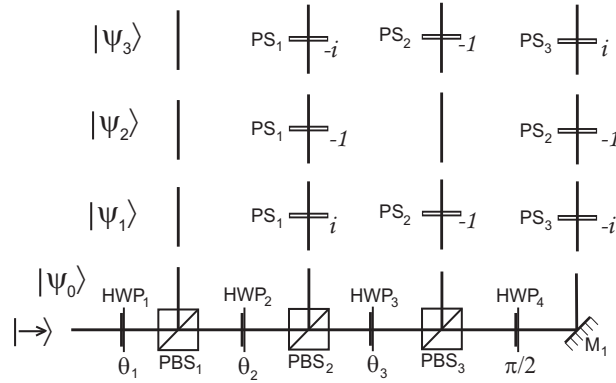 |ψ₃⟩ PS₁ -i PS₂ -1 PS₃ i
|ψ₂⟩ PS₁ -1 PS₂ -1
|ψ₁⟩ PS₁ i PS₂ -1 PS₃ -i
|ψ₀⟩ HWP₁ HWP₂ HWP₃ HWP₄
|→⟩ M₁
θ₁ PBS₁ θ₂ PBS₂ θ₃ PBS₃ π/2